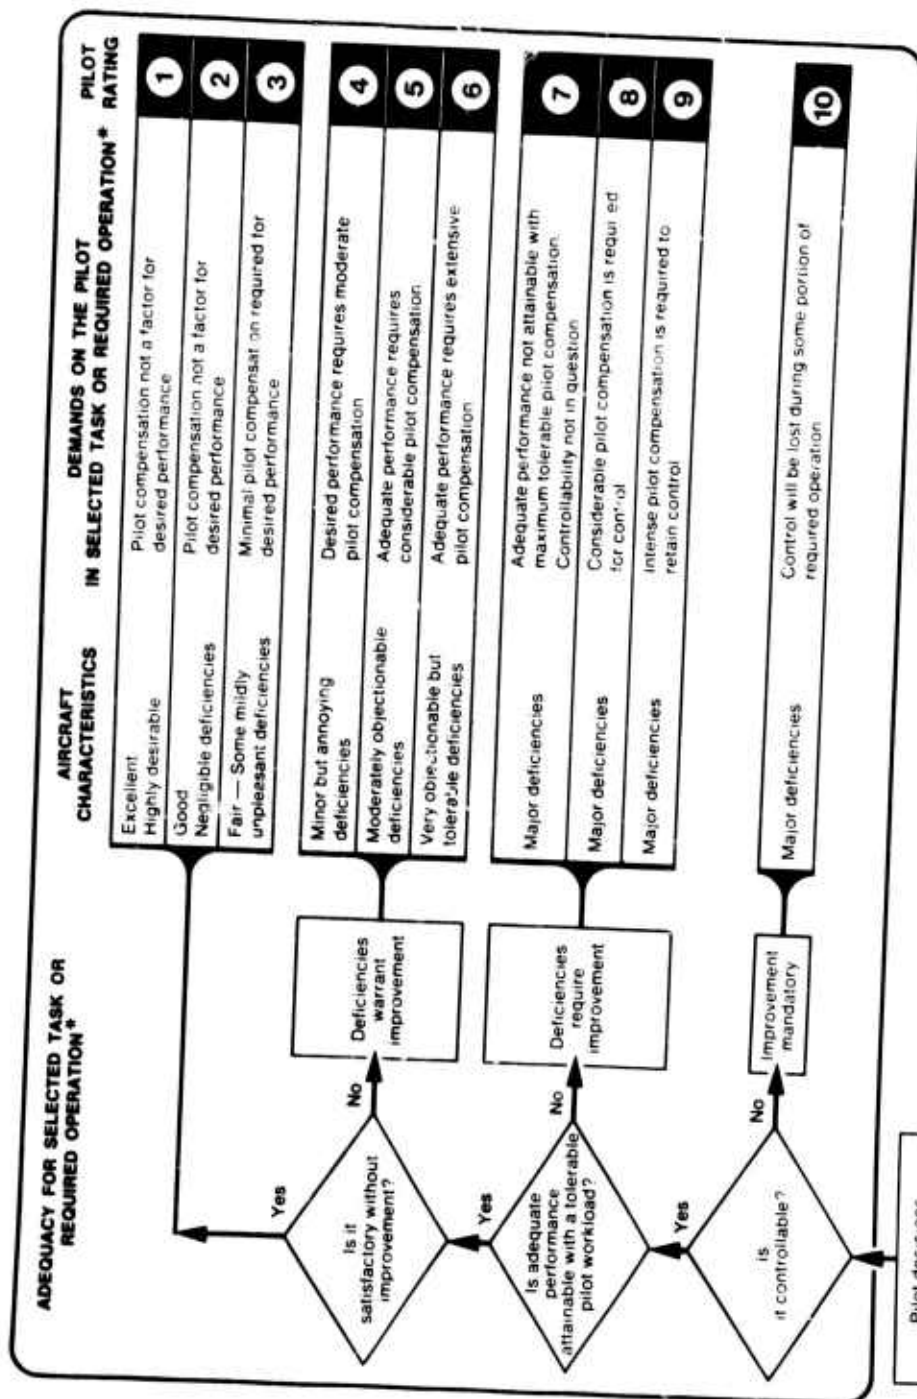 ADEQUACY FOR SELECTED TASK OR
REQUIRED OPERATION*
AIRCRAFT
CHARACTERISTICS
DEMANDS ON THE PILOT
IN SELECTED TASK OR REQUIRED OPERATION*
PILOT
RATING
Excellent
Highly desirable
Pilot compensation not a factor for
desired performance
1
Good
Negligible deficiencies
Pilot compensation not a factor for
desired performance
2
Fair — Some mildly
unpleasant deficiencies
Minimal pilot compensation required for
desired performance
3
Yes
Is it
satisfactory without
improvement?
No
Deficiencies
warrant
improvement
Minor but annoying
deficiencies
Desired performance requires moderate
pilot compensation
4
Moderately objectionable
deficiencies
Adequate performance requires
considerable pilot compensation
5
Very objectionable but
tolerable deficiencies
Adequate performance requires extensive
pilot compensation
6
Yes
Is adequate
performance
attainable with a tolerable
pilot workload?
No
Deficiencies
require
improvement
Major deficiencies
Adequate performance not attainable with
maximum tolerable pilot compensation.
Controllability not in question
7
Major deficiencies
Considerable pilot compensation is required
for control
8
Major deficiencies
Intense pilot compensation is required to
retain control
9
Yes
Is
it controllable?
No
Improvement
mandatory
Major deficiencies
Control will be lost during some portion of
required operation
10
Pilot